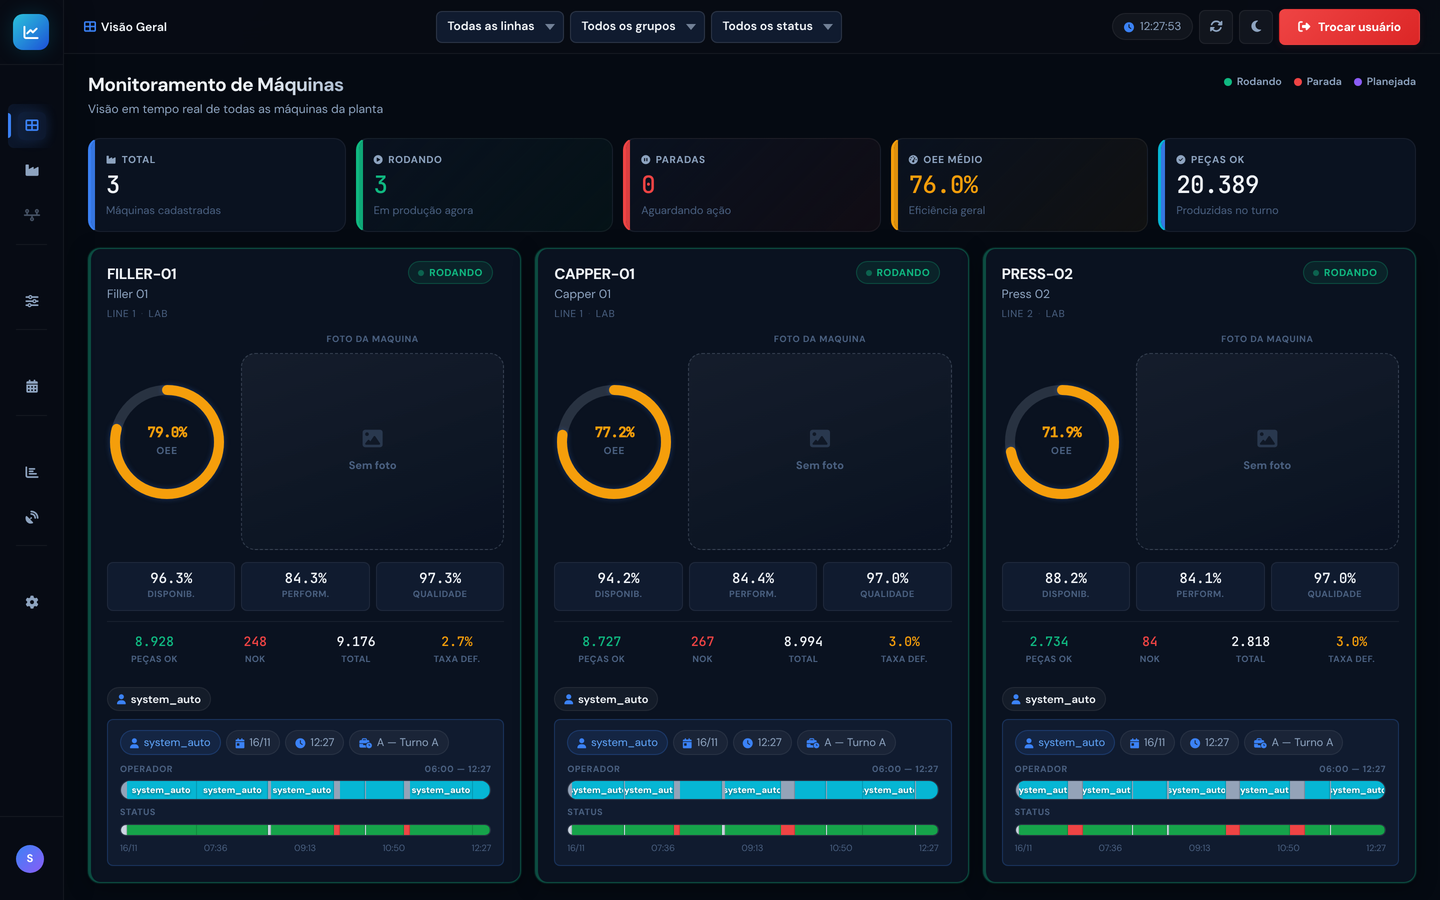 Visão Geral
Todas as linhas
Todos os grupos
Todos os status
12:27:53
Trocar usuário
Monitoramento de Máquinas
Visão em tempo real de todas as máquinas da planta
Rodando
Parada
Planejada
TOTAL
3
Máquinas cadastradas
RODANDO
3
Em produção agora
PARADAS
0
Aguardando ação
OEE MÉDIO
76.0%
Eficiência geral
PEÇAS OK
20.389
Produzidas no turno
FILLER-01
RODANDO
Filler 01
LINE 1 · LAB
FOTO DA MAQUINA
79.0%
OEE
Sem foto
96.3%
DISPONIB.
84.3%
PERFORM.
97.3%
QUALIDADE
8.928
PEÇAS OK
248
NOK
9.176
TOTAL
2.7%
TAXA DEF.
system_auto
system_auto
16/11
12:27
A — Turno A
OPERADOR
06:00 — 12:27
system_auto system_auto system_auto system_auto
STATUS
16/11 07:36 09:13 10:50 12:27
CAPPER-01
RODANDO
Capper 01
LINE 1 · LAB
FOTO DA MAQUINA
77.2%
OEE
Sem foto
94.2%
DISPONIB.
84.4%
PERFORM.
97.0%
QUALIDADE
8.727
PEÇAS OK
267
NOK
8.994
TOTAL
3.0%
TAXA DEF.
system_auto
system_auto
16/11
12:27
A — Turno A
OPERADOR
06:00 — 12:27
STATUS
16/11 07:36 09:13 10:50 12:27
PRESS-02
RODANDO
Press 02
LINE 2 · LAB
FOTO DA MAQUINA
71.9%
OEE
Sem foto
88.2%
DISPONIB.
84.1%
PERFORM.
97.0%
QUALIDADE
2.734
PEÇAS OK
84
NOK
2.818
TOTAL
3.0%
TAXA DEF.
system_auto
system_auto
16/11
12:27
A — Turno A
OPERADOR
06:00 — 12:27
STATUS
16/11 07:36 09:13 10:50 12:27
S